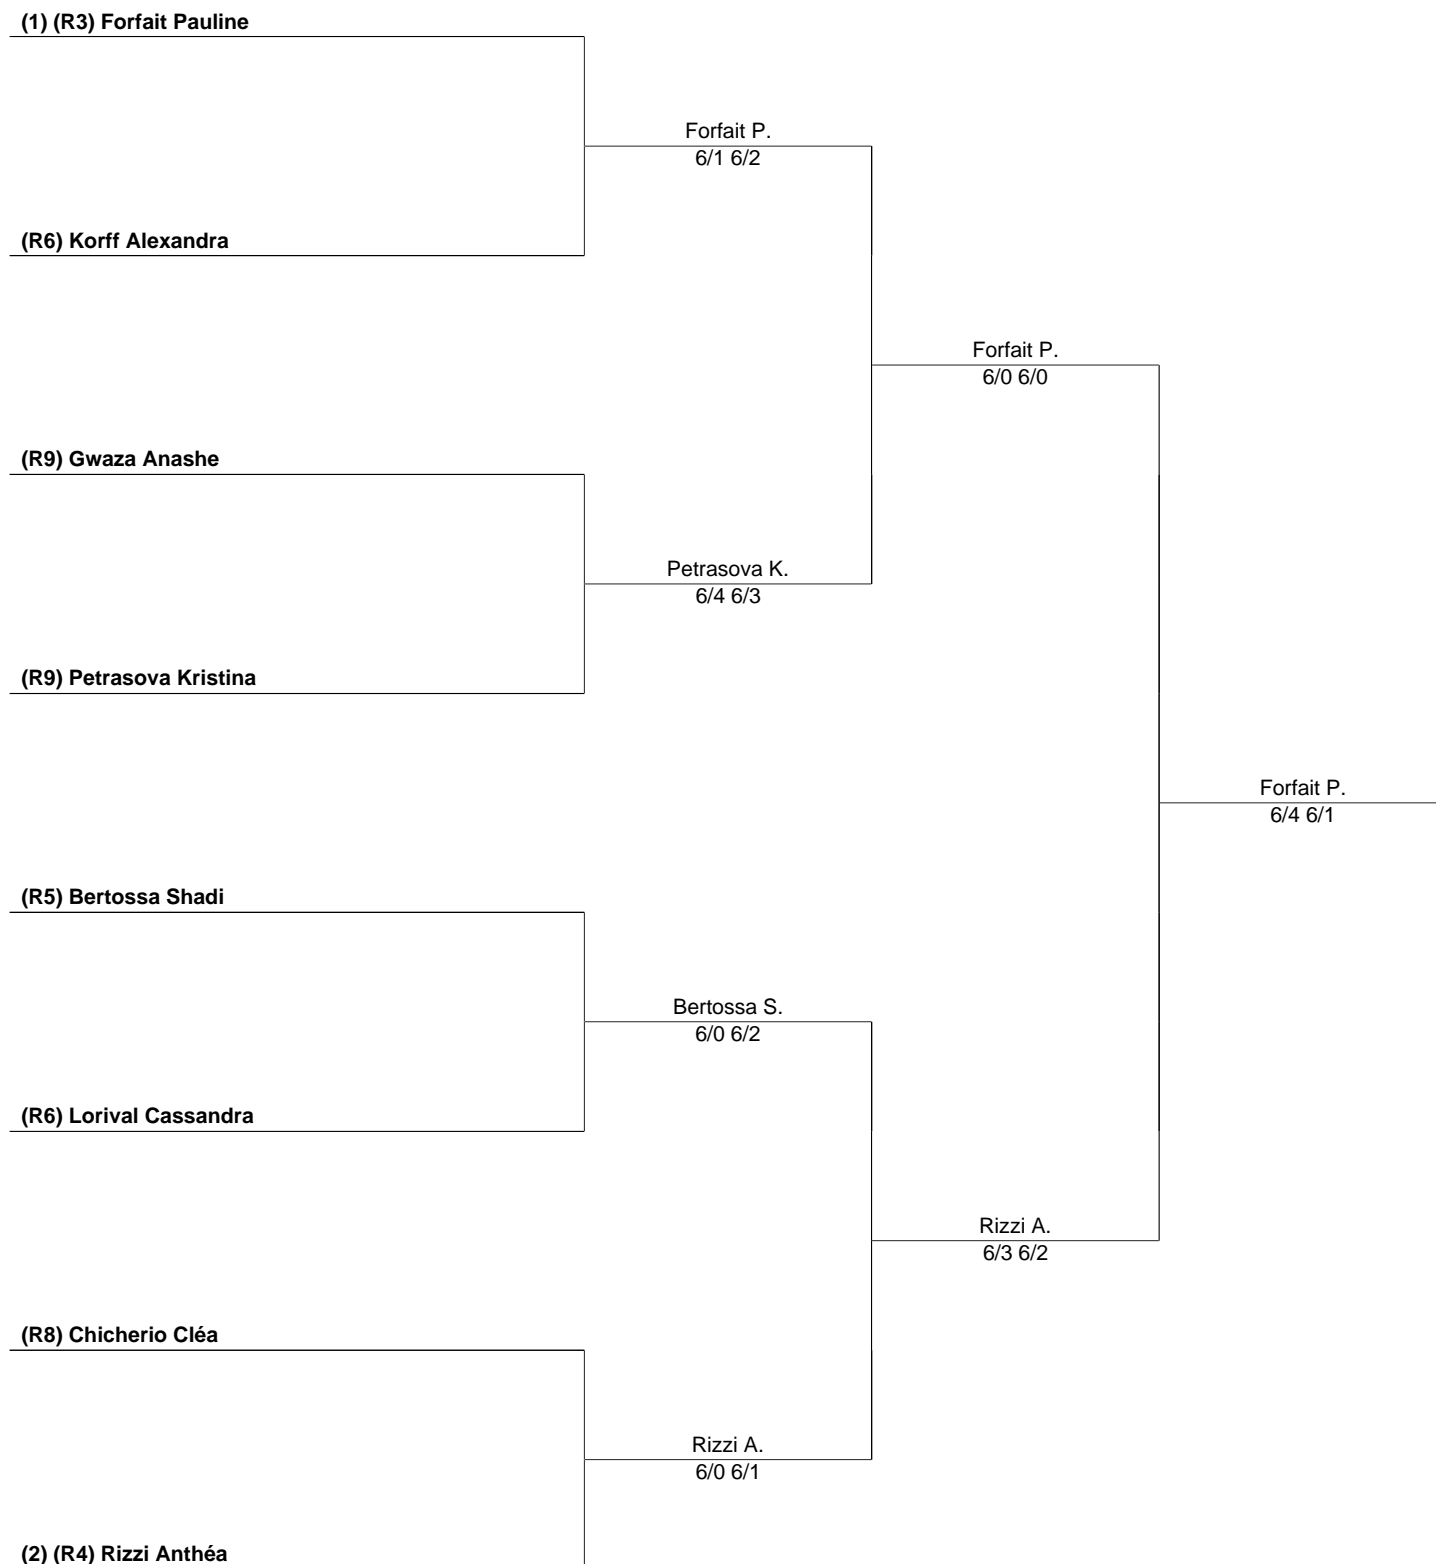 (1) (R3) Forfait Pauline
Forfait P.
6/1 6/2
(R6) Korff Alexandra
Forfait P.
6/0 6/0
(R9) Gwaza Anashe
Petrasova K.
6/4 6/3
(R9) Petrasova Kristina
Forfait P.
6/4 6/1
(R5) Bertossa Shadi
Bertossa S.
6/0 6/2
(R6) Lorival Cassandra
Rizzi A.
6/3 6/2
(R8) Chicherio Cléa
Rizzi A.
6/0 6/1
(2) (R4) Rizzi Anthéa